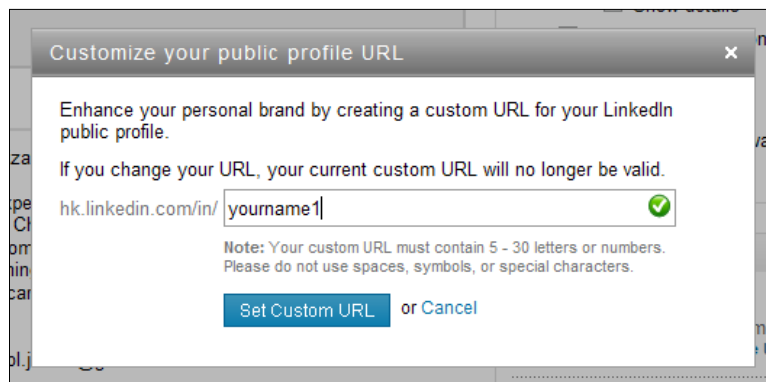 Show details
Customize your public profile URL
Enhance your personal brand by creating a custom URL for your LinkedIn
public profile.
If you change your URL, your current custom URL will no longer be valid.
hk.linkedin.com/in/ yourname1
Note: Your custom URL must contain 5 - 30 letters or numbers.
Please do not use spaces, symbols, or special characters.
Set Custom URL or Cancel